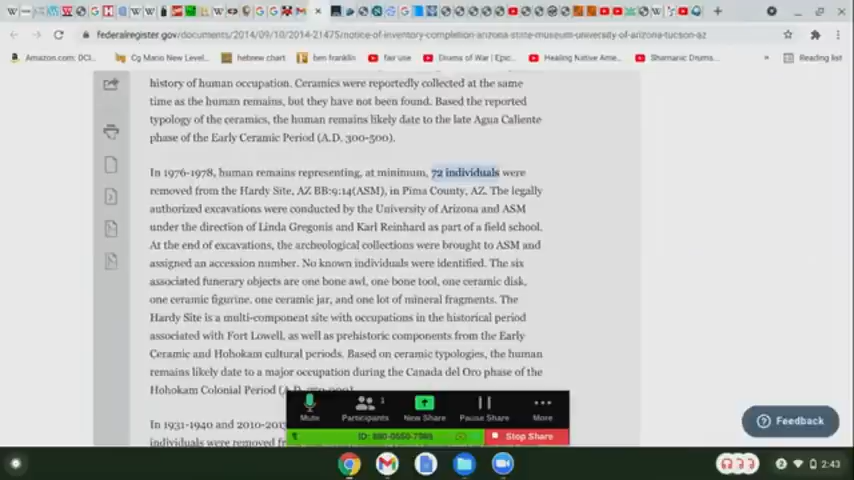 federalregister.gov/documents/2014/09/10/2014-21475/notice-of-inventory-completion-arizona-state-museum-university-of-arizona-tucson-az
Amazon.com: DCI... Cg Mario New Level... hebrew chart ben franklin fair use Drums of War | Epic... Healing Native Ame... Shamanic Drums... » Reading list
history of human occupation. Ceramics were reportedly collected at the same
time as the human remains, but they have not been found. Based the reported
typology of the ceramics, the human remains likely date to the late Agua Caliente
phase of the Early Ceramic Period (A.D. 300-500).
In 1976-1978, human remains representing, at minimum, 72 individuals were
removed from the Hardy Site, AZ BB:9:14(ASM), in Pima County, AZ. The legally
authorized excavations were conducted by the University of Arizona and ASM
under the direction of Linda Gregonis and Karl Reinhard as part of a field school.
At the end of excavations, the archeological collections were brought to ASM and
assigned an accession number. No known individuals were identified. The six
associated funerary objects are one bone awl, one bone tool, one ceramic disk,
one ceramic figurine, one ceramic jar, and one lot of mineral fragments. The
Hardy Site is a multi-component site with occupations in the historical period
associated with Fort Lowell, as well as prehistoric components from the Early
Ceramic and Hohokam cultural periods. Based on ceramic typologies, the human
remains likely date to a major occupation during the Canada del Oro phase of the
Hohokam Colonial Period (A.D.
In 1931-1940 and 2010-201
individuals were removed
Mute Participants 1 New Share Pause Share More
Stop Share
Feedback
2:43